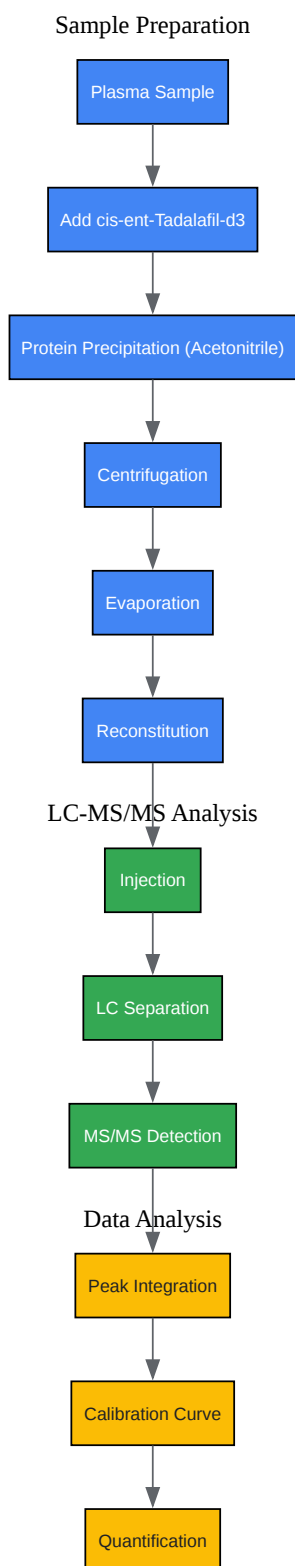 Sample Preparation
Plasma Sample
Add cis-ent-Tadalafil-d3
Protein Precipitation (Acetonitrile)
Centrifugation
Evaporation
Reconstitution
LC-MS/MS Analysis
Injection
LC Separation
MS/MS Detection
Data Analysis
Peak Integration
Calibration Curve
Quantification